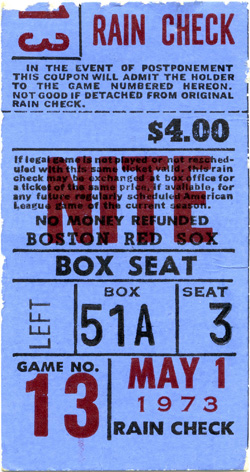 13
RAIN CHECK
IN THE EVENT OF POSTPONEMENT
THIS COUPON WILL ADMIT THE HOLDER
TO THE GAME NUMBERED HEREON.
NOT GOOD IF DETACHED FROM ORIGINAL
RAIN CHECK.
$4.00
NITE
If legal game is not played or not resched-
uled with this same ticket valid, this rain
check may be exchanged at box office for
a ticket of the same price, if available, for
any future regularly scheduled American
League game of the current season.
NO MONEY REFUNDED
BOSTON RED SOX
BOX SEAT
LEFT
BOX
SEAT
51A
3
GAME NO.
13
MAY 1
1973
RAIN CHECK